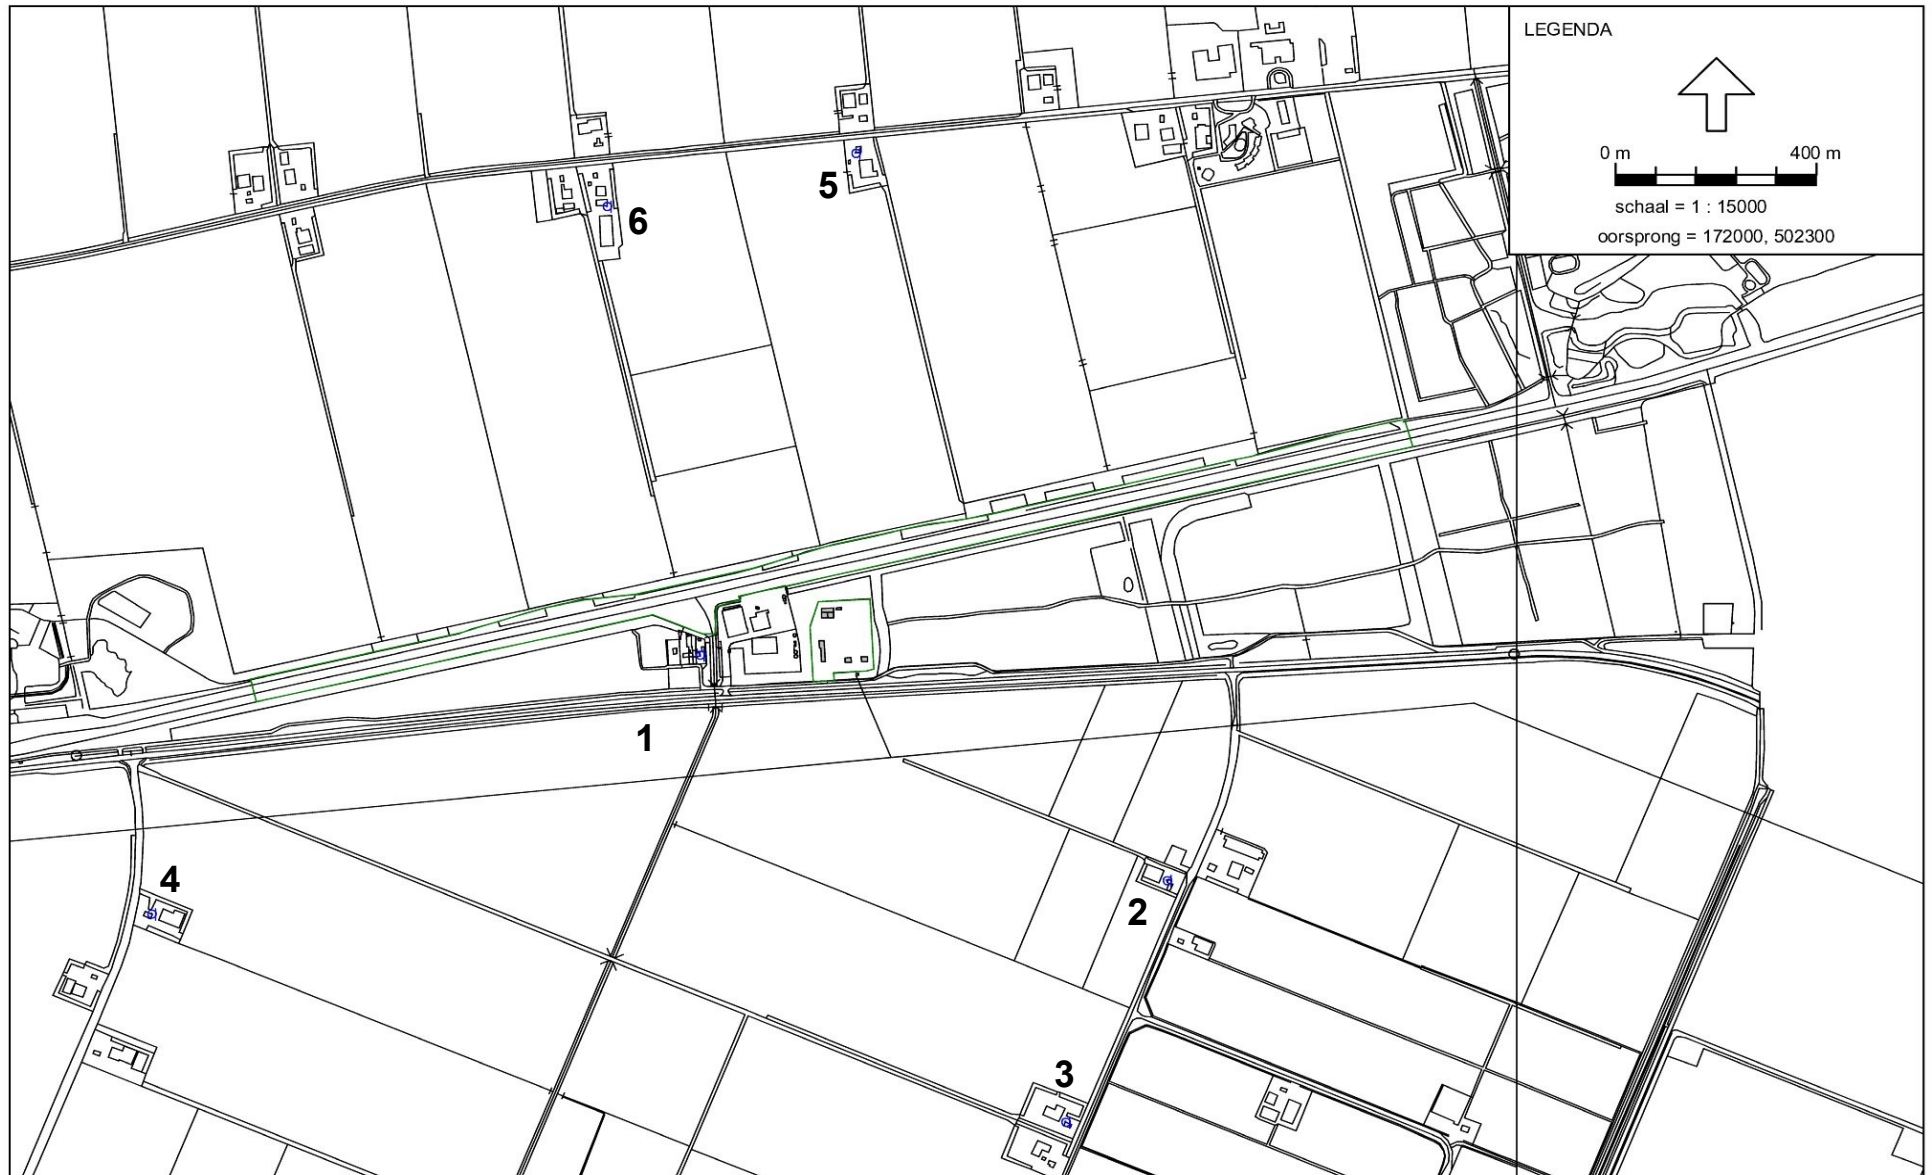 LEGENDA
0 m 400 m
schaal = 1 : 15000
oorsprong = 172000, 502300
5
6
1
4
2
3